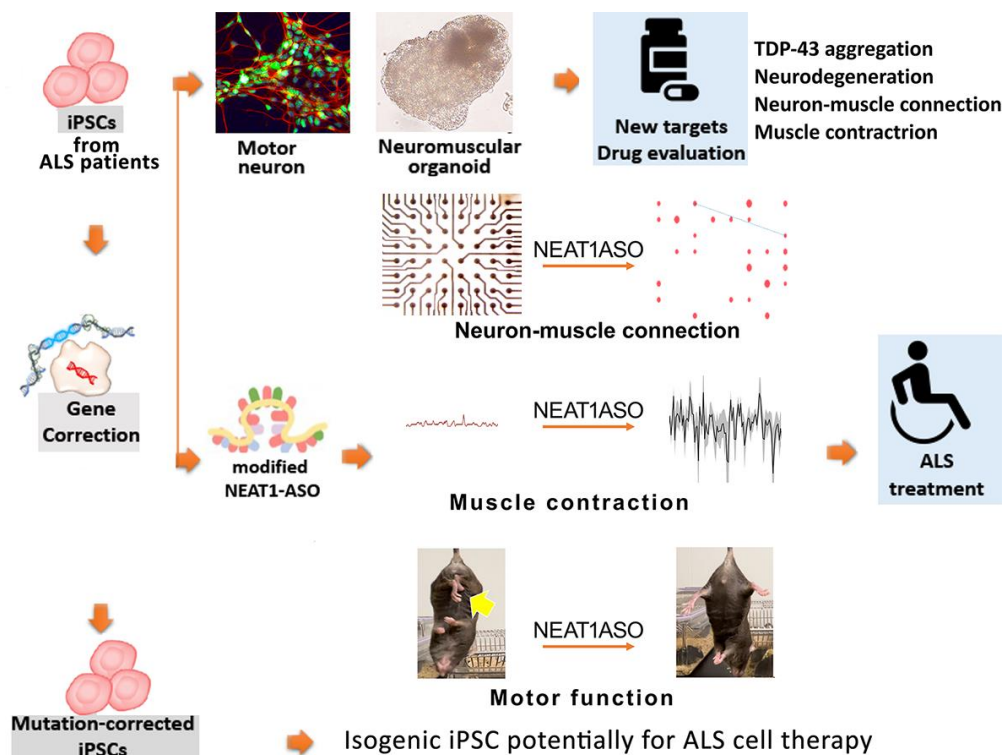 iPSCs
from
ALS patients
Motor
neuron
Neuromuscular
organoid
New targets
Drug evaluation
TDP-43 aggregation
Neurodegeneration
Neuron-muscle connection
Muscle contractrion
NEAT1ASO
Neuron-muscle connection
Gene
Correction
modified
NEAT1-ASO
NEAT1ASO
Muscle contraction
ALS
treatment
NEAT1ASO
Motor function
Mutation-corrected
iPSCs
Isogenic iPSC potentially for ALS cell therapy